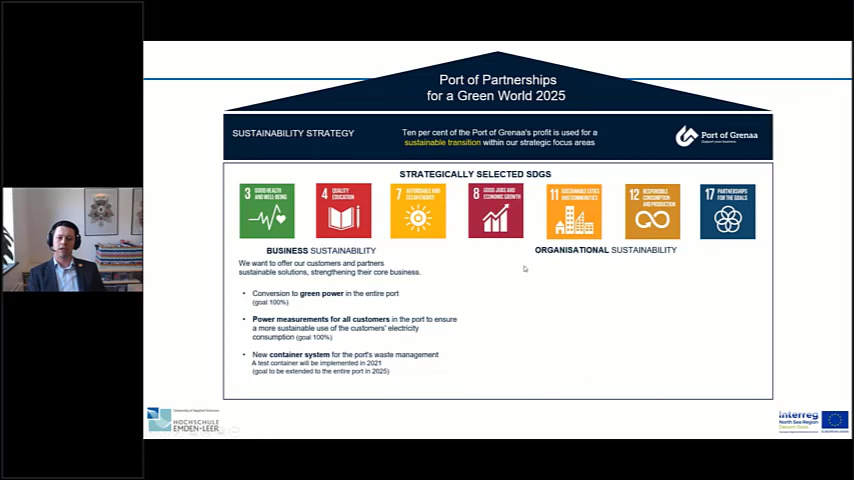 Port of Partnerships
for a Green World 2025
SUSTAINABILITY STRATEGY
Ten per cent of the Port of Grenaa's profit is used for a
sustainable transition within our strategic focus areas
Port of Grenaa
STRATEGICALLY SELECTED SDGS
3 GOOD HEALTH
AND WELL-BEING
4 QUALITY
EDUCATION
7 AFFORDABLE AND
CLEAN ENERGY
8 GOOD JOBS AND
ECONOMIC GROWTH
11 SUSTAINABLE CITIES
AND COMMUNITIES
12 RESPONSIBLE
CONSUMPTION
AND PRODUCTION
17 PARTNERSHIPS
FOR THE GOALS
BUSINESS SUSTAINABILITY
We want to offer our customers and partners
sustainable solutions, strengthening their core business.
• Conversion to green power in the entire port
(goal 100%)
• Power measurements for all customers in the port to ensure
a more sustainable use of the customers' electricity
consumption (goal 100%)
• New container system for the port's waste management
A test container will be implemented in 2021
(goal to be extended to the entire port in 2025)
ORGANISATIONAL SUSTAINABILITY
University of Applied Sciences
HOCHSCHULE
EMDEN·LEER
Interreg
North Sea Region
EUROPEAN UNION